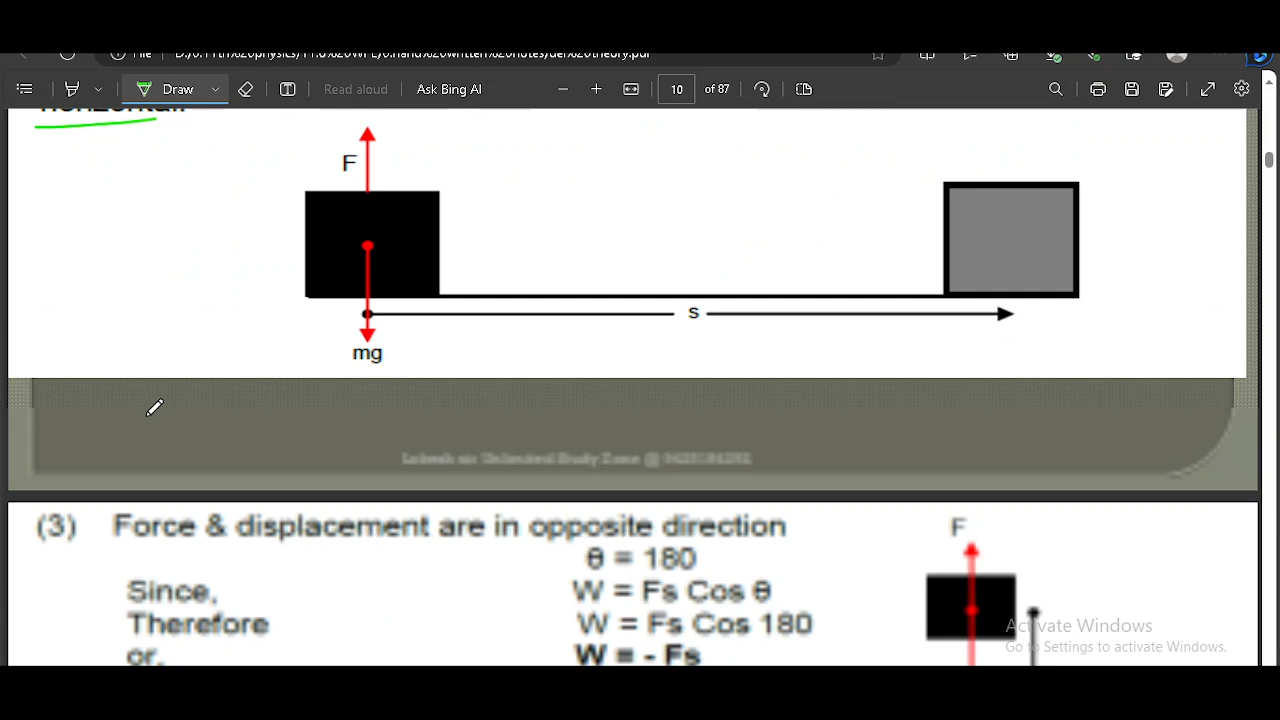 File
Draw
Read aloud
Ask Bing AI
10
of 87
horizontal.
F
s
mg
(3) Force & displacement are in opposite direction
θ = 180
Since, W = Fs Cos θ
Therefore W = Fs Cos 180
or, W = - Fs
F
Activate Windows
Go to Settings to activate Windows.